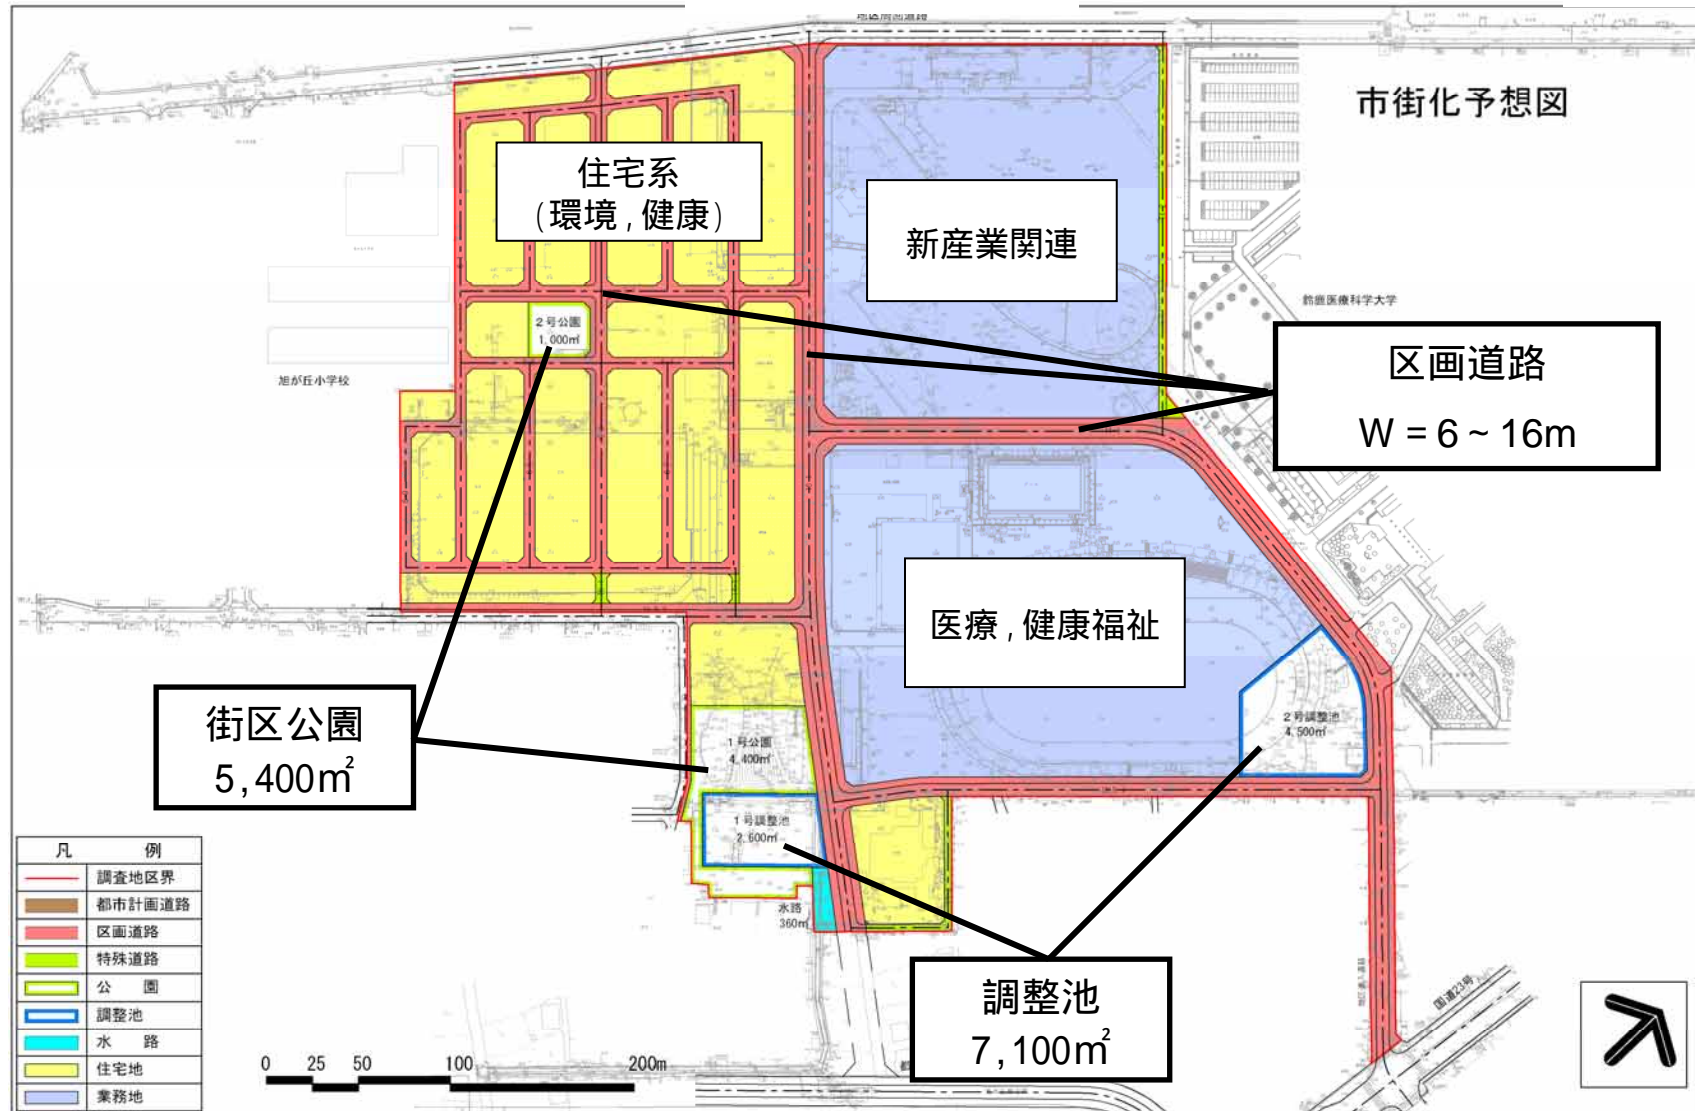 市街化予想図
住宅系
(環境,健康)
新産業関連
鈴鹿医療科学大学
区画道路
W = 6 ~ 16m
2号公園
1,000㎡
旭が丘小学校
医療,健康福祉
街区公園
5,400㎡
1号公園
4,400㎡
2号調整池
4,500㎡
1号調整池
2,600㎡
水路
360㎡
調整池
7,100㎡
国道23号
凡 例
調査地区界
都市計画道路
区画道路
特殊道路
公 園
調整池
水 路
住宅地
業務地
0 25 50 100 200m